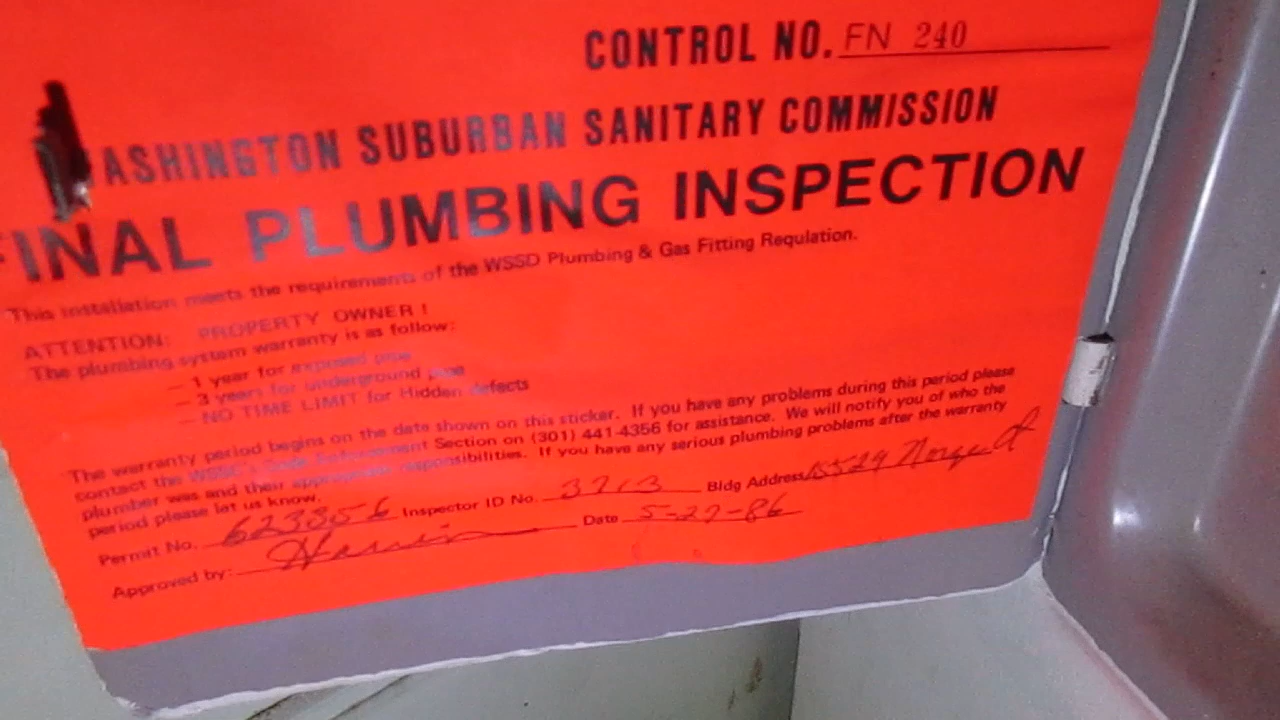 CONTROL NO. FN 240
WASHINGTON SUBURBAN SANITARY COMMISSION
FINAL PLUMBING INSPECTION
This installation meets the requirements of the WSSD Plumbing & Gas Fitting Regulation.
ATTENTION: PROPERTY OWNER!
The plumbing system warranty is as follow:
– 1 year for exposed pipe
– 3 years for underground pipe
– NO TIME LIMIT for Hidden defects
The warranty period begins on the date shown on this sticker. If you have any problems during this period please
contact the WSSC's Code Enforcement Section on (301) 441-4356 for assistance. We will notify you of who the
plumber was and their appropriate responsibilities. If you have any serious plumbing problems after the warranty
period please let us know.
Permit No. 623856 Inspector ID No. 3713 Bldg Address
Approved by: Date 5-27-86